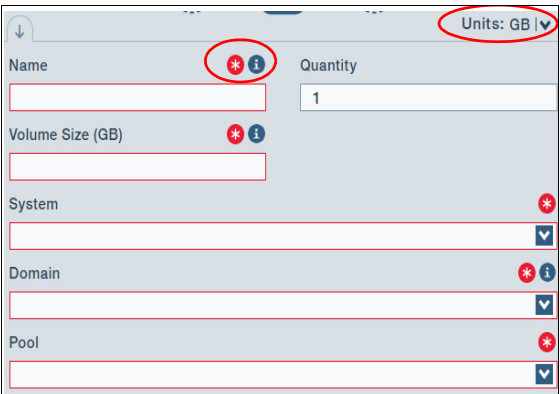 Units: GB
Name
Quantity
1
Volume Size (GB)
System
Domain
Pool